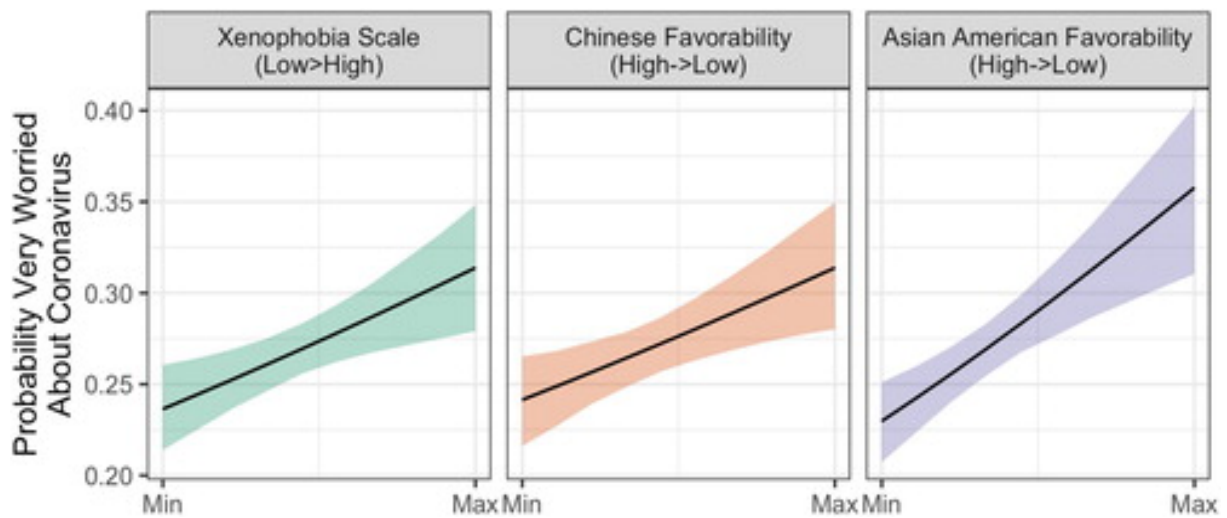 Xenophobia Scale
(Low>High)
Chinese Favorability
(High->Low)
Asian American Favorability
(High->Low)
Probability Very Worried
About Coronavirus
0.40
0.35
0.30
0.25
0.20
Min
Max
Min
Max
Min
Max